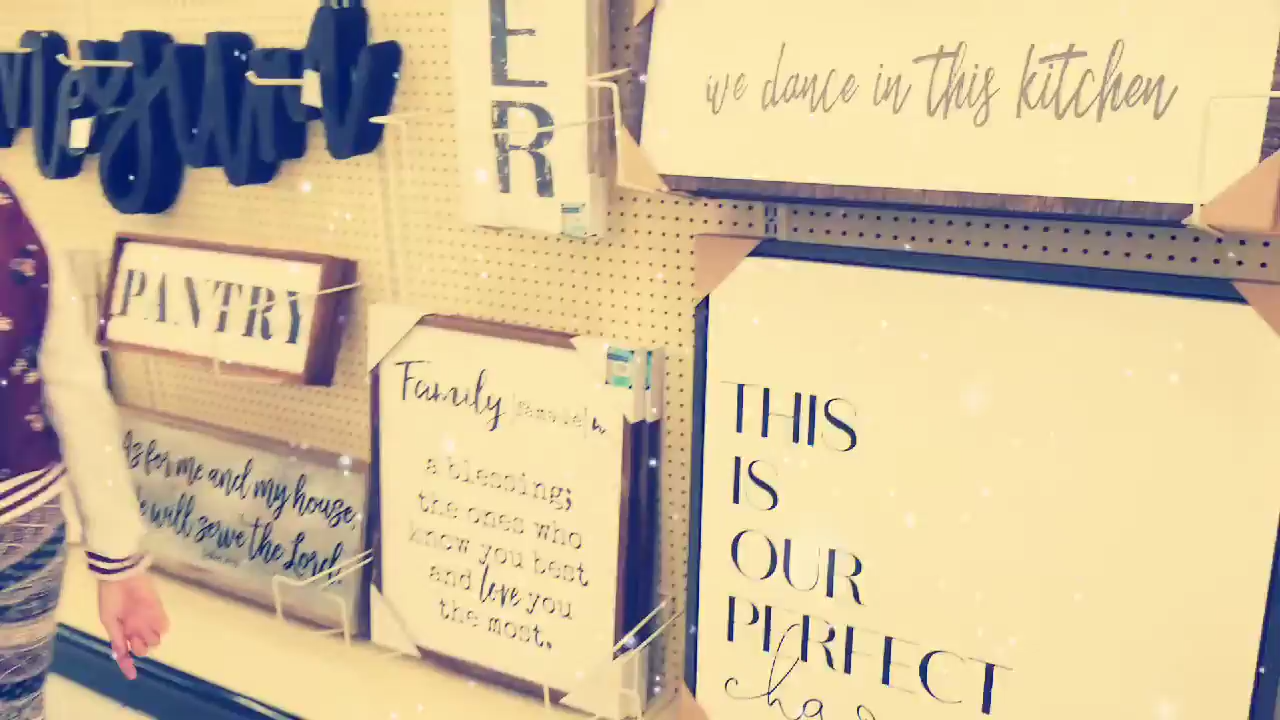 E
R
we dance in this kitchen
PANTRY
As for me and my house,
we will serve the Lord.
Family
a blessing;
the ones who
know you best
and love you
the most.
THIS
IS
OUR
PERFECT